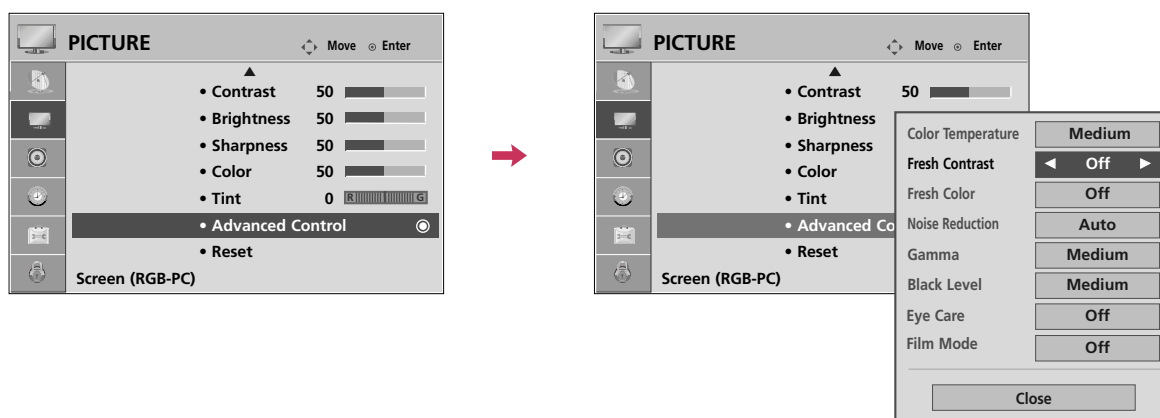 PICTURE Move Enter
• Contrast 50
• Brightness 50
• Sharpness 50
• Color 50
• Tint 0 R G
• Advanced Control
• Reset
Screen (RGB-PC)
PICTURE Move Enter
• Contrast 50
• Brightness
• Sharpness
• Color
• Tint
• Advanced Co
• Reset
Screen (RGB-PC)
Color Temperature Medium
Fresh Contrast ◄ Off ►
Fresh Color Off
Noise Reduction Auto
Gamma Medium
Black Level Medium
Eye Care Off
Film Mode Off
Close